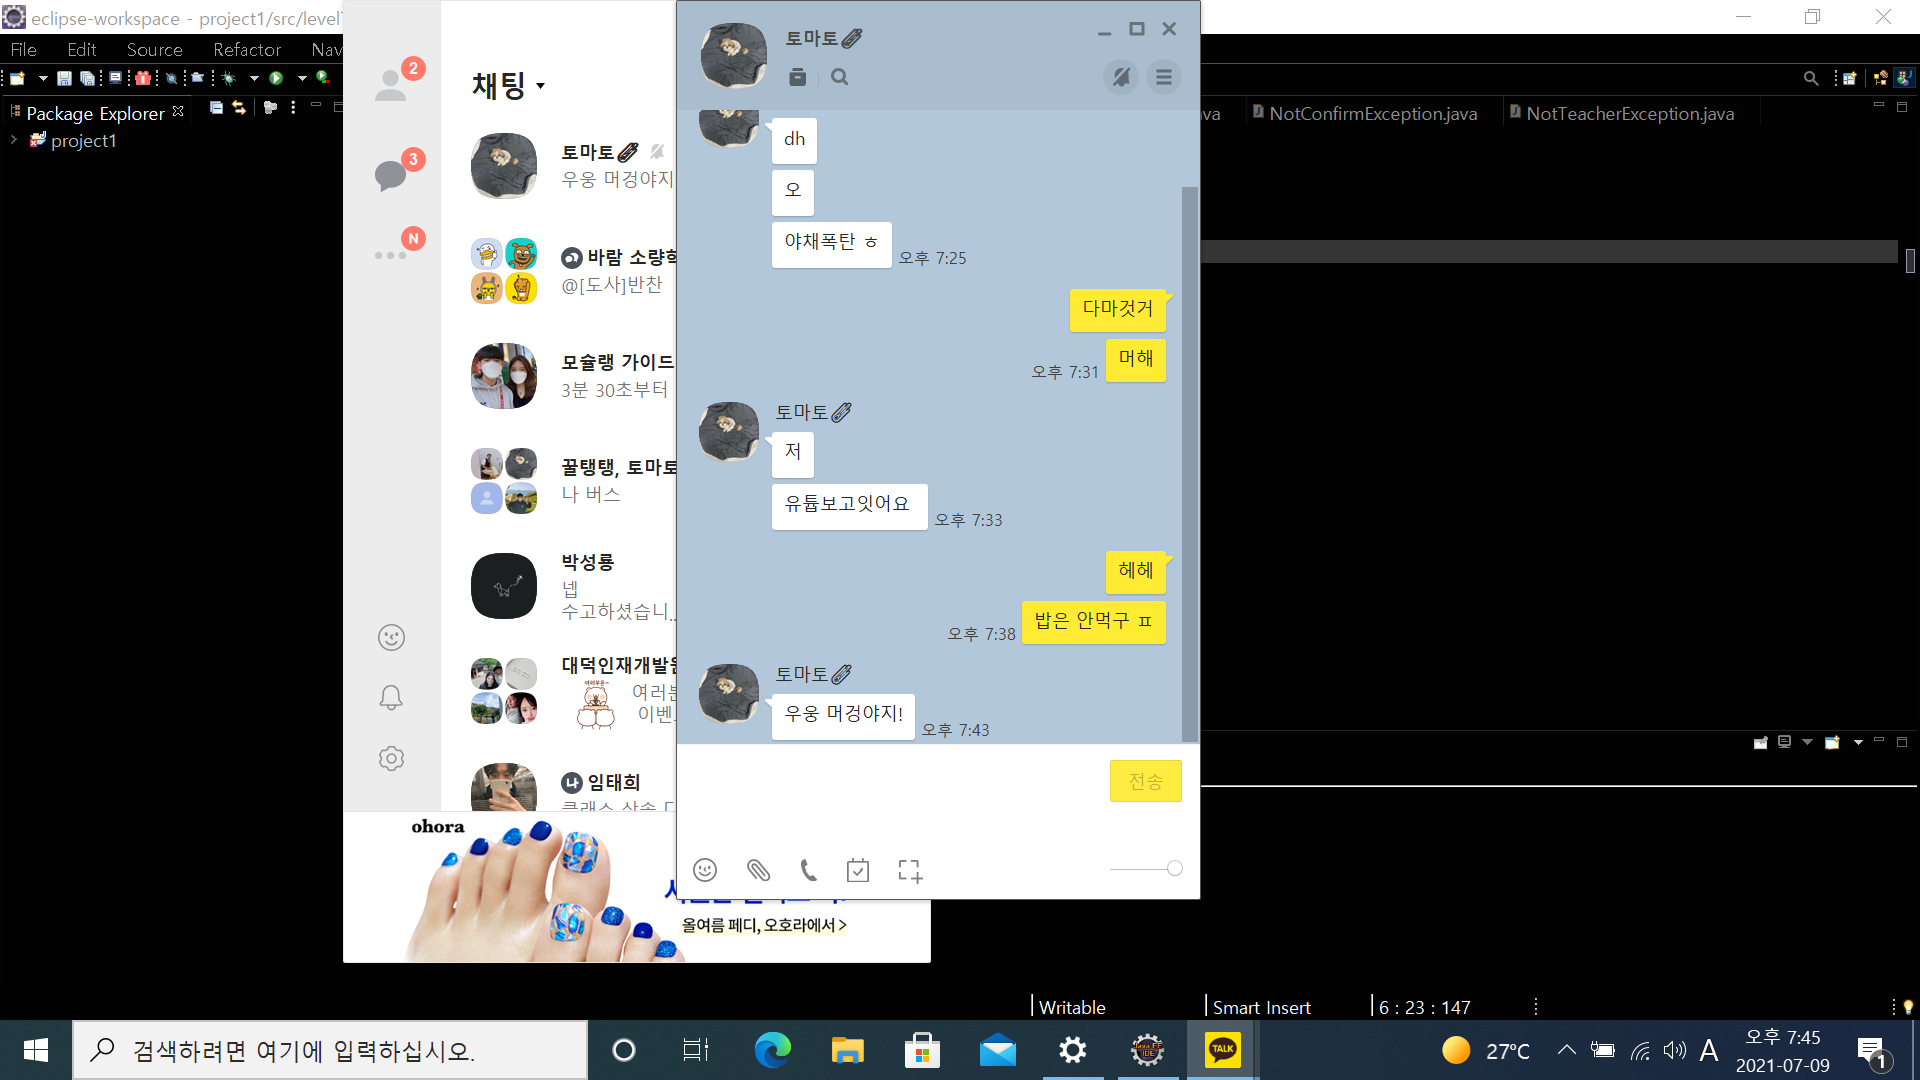 eclipse-workspace - project1/src/level
File Edit Source Refactor Nav
Package Explorer
project1
va
NotConfirmException.java
NotTeacherException.java
2
3
N
채팅
토마토
우웅 머겅야지
바람 소량학
@[도사]반찬
모슐랭 가이드
3분 30초부터
꿀탱탱, 토마토
나 버스
박성룡
넵
수고하셨습니..
대덕인재개발원
여러분
이벤
나 임태희
ohora
올여름 페디, 오호라에서 >
토마토
dh
오
야채폭탄 ㅎ
오후 7:25
다마것거
머해
오후 7:31
토마토
저
유튭보고잇어요
오후 7:33
헤헤
밥은 안먹구 ㅍ
오후 7:38
토마토
우웅 머겅야지!
오후 7:43
전송
Writable
Smart Insert
6 : 23 : 147
검색하려면 여기에 입력하십시오.
Java EE
IDE
TALK
27°C
A
오후 7:45
2021-07-09
1